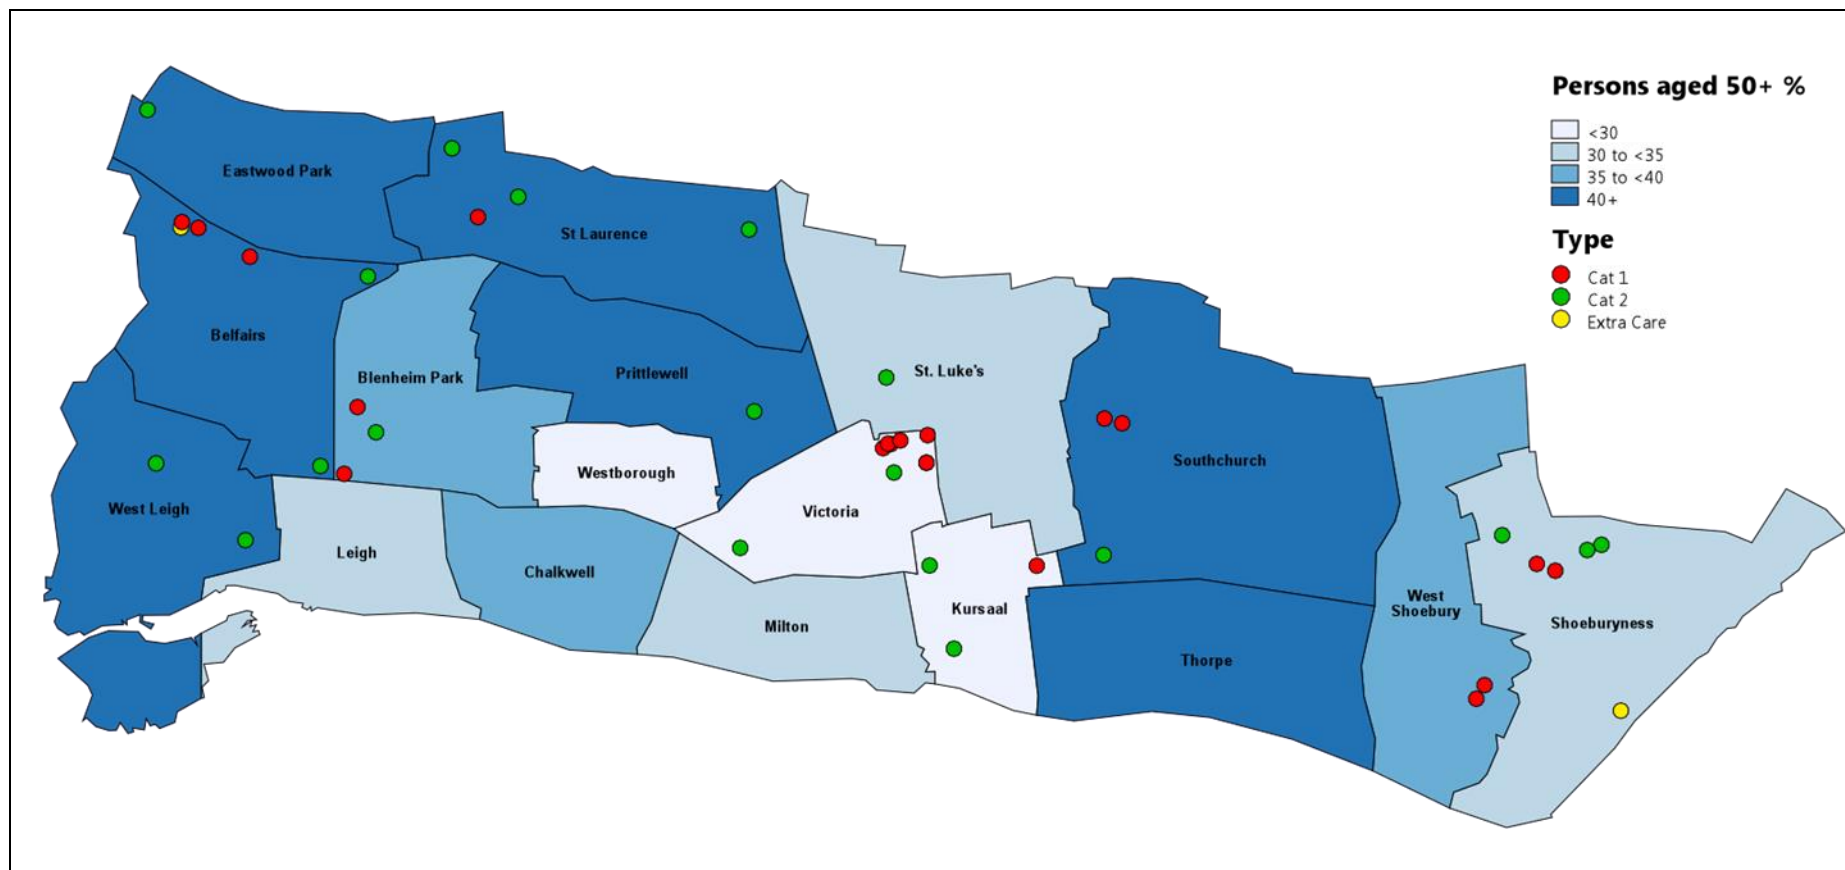 Persons aged 50+ %
<30
30 to <35
35 to <40
40+
Type
Cat 1
Cat 2
Extra Care
Eastwood Park
St Laurence
Belfairs
Blenheim Park
Prittlewell
St. Luke's
Westborough
Southchurch
West Leigh
Victoria
Leigh
Chalkwell
Kursaal
West
Shoebury
Shoeburyness
Milton
Thorpe